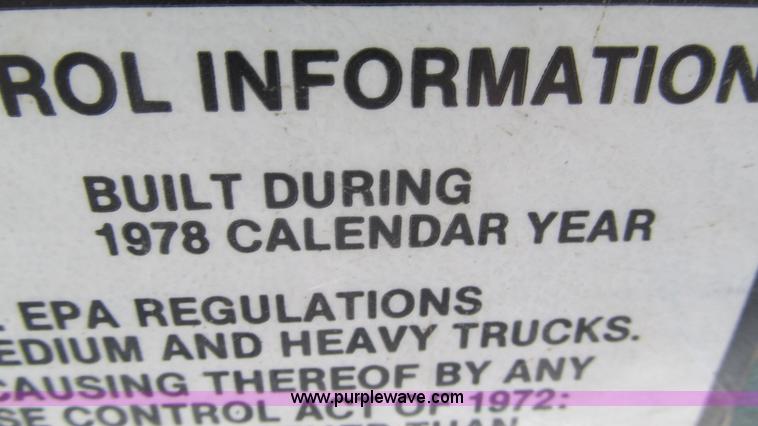 ROL INFORMATION
BUILT DURING
1978 CALENDAR YEAR
EPA REGULATIONS
EDIUM AND HEAVY TRUCKS.
CAUSING THEREOF BY ANY
SE CONTROL ACT OF 1972:
THAN
www.purplewave.com